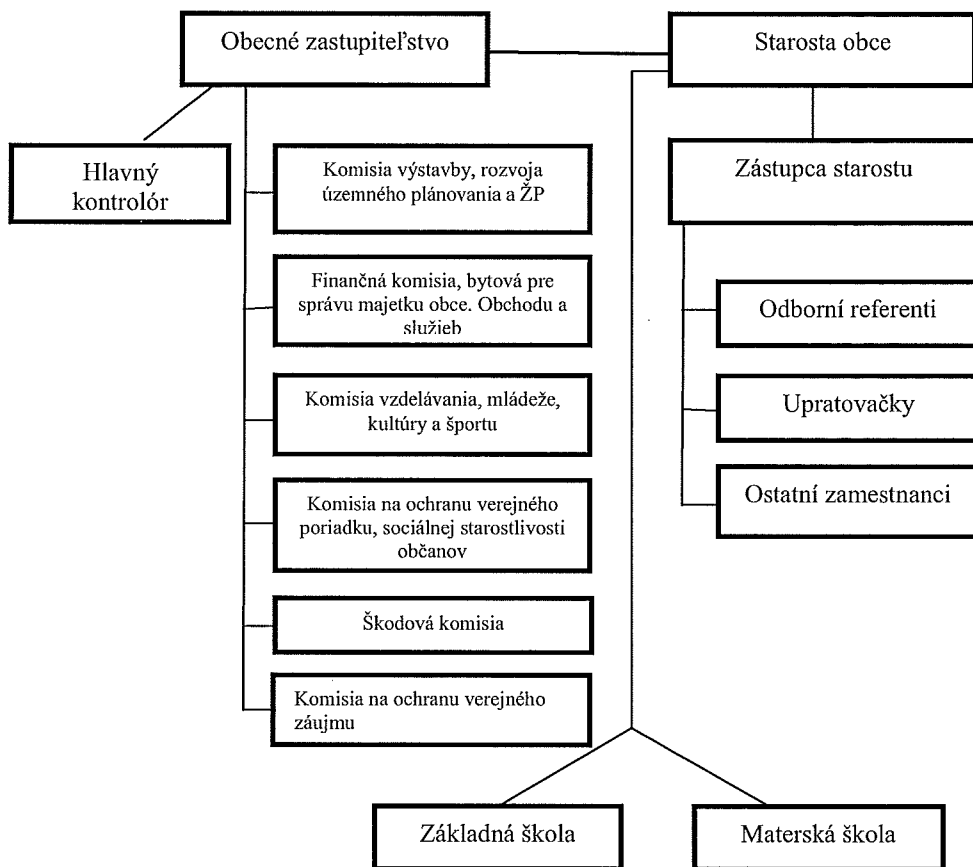 Obecné zastupiteľstvo
Starosta obce
Hlavný
kontrolór
Komisia výstavby, rozvoja
územného plánovania a ŽP
Finančná komisia, bytová pre
správu majetku obce. Obchodu a
služieb
Komisia vzdelávania, mládeže,
kultúry a športu
Komisia na ochranu verejného
poriadku, sociálnej starostlivosti
občanov
Škodová komisia
Komisia na ochranu verejného
záujmu
Zástupca starostu
Odborní referenti
Upratovačky
Ostatní zamestnanci
Základná škola
Materská škola